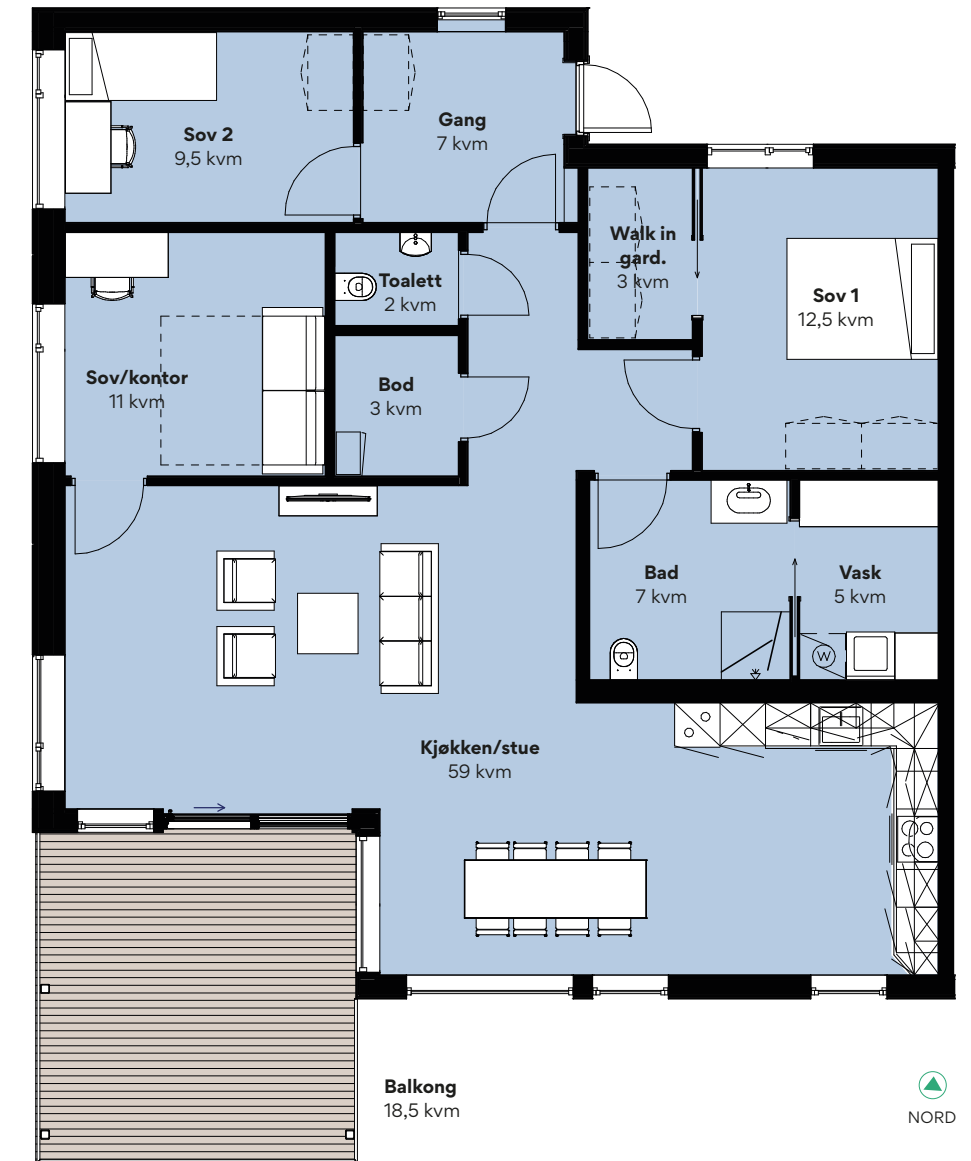 Sov 2
9,5 kvm
Gang
7 kvm
Walk in
gard.
3 kvm
Sov 1
12,5 kvm
Toalett
2 kvm
Sov/kontor
11 kvm
Bod
3 kvm
Bad
7 kvm
Vask
5 kvm
W
Kjøkken/stue
59 kvm
Balkong
18,5 kvm
NORD